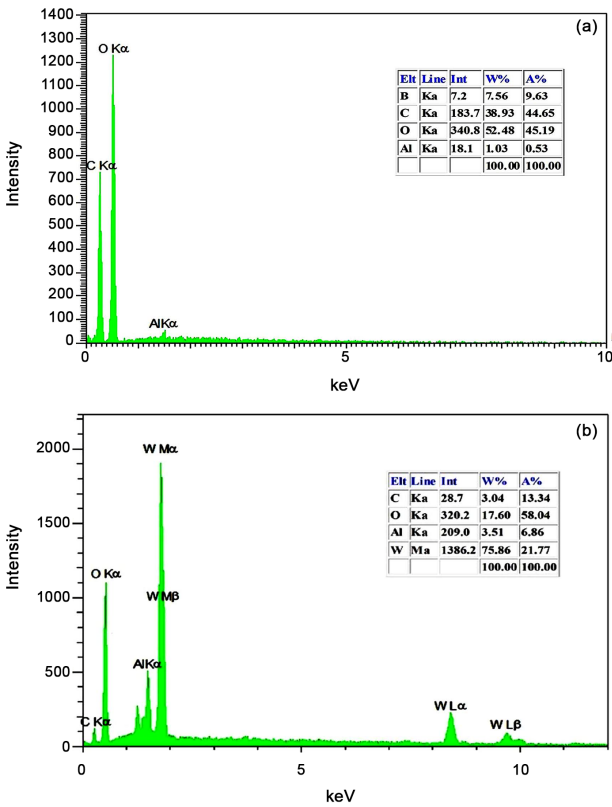 (a)
Intensity
1400
1300
1200
1100
1000
900
800
700
600
500
400
300
200
100
0
O Kα
C Kα
AlKα
Elt Line Int W% A%
B Ka 7.2 7.56 9.63
C Ka 183.7 38.93 44.65
O Ka 340.8 52.48 45.19
Al Ka 18.1 1.03 0.53
100.00 100.00
0 5 10
keV
(b)
Intensity
2000
1500
1000
500
0
W Mα
O Kα
W Mβ
AlKα
C Kα
W Lα
W Lβ
Elt Line Int W% A%
C Ka 28.7 3.04 13.34
O Ka 320.2 17.60 58.04
Al Ka 209.0 3.51 6.86
W Ma 1386.2 75.86 21.77
100.00 100.00
0 5 10
keV